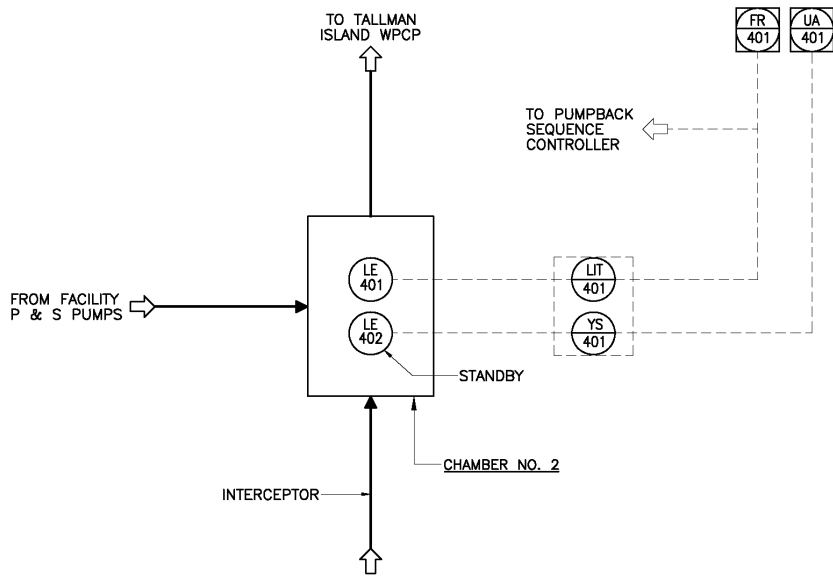 TO TALLMAN
ISLAND WPCP
FR
401
UA
401
TO PUMPBACK
SEQUENCE
CONTROLLER
LE
401
LIT
401
FROM FACILITY
P & S PUMPS
LE
402
YS
401
STANDBY
CHAMBER NO. 2
INTERCEPTOR